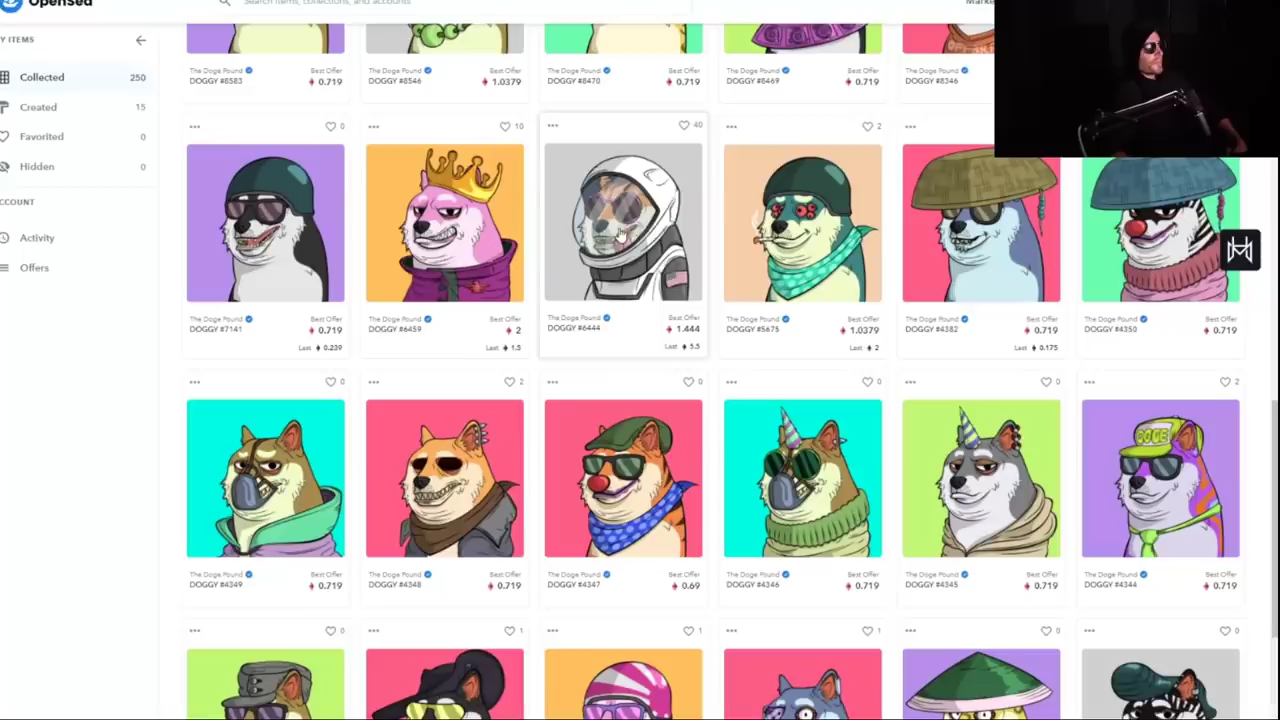 OpenSea
Search items, collections, and accounts
Y ITEMS
Collected 250
Created 15
Favorited 0
Hidden 0
CCOUNT
Activity
Offers
The Doge Pound Best Offer
DOGGY #8583 0.719
The Doge Pound Best Offer
DOGGY #8546 1.0379
The Doge Pound Best Offer
DOGGY #8470 0.719
The Doge Pound Best Offer
DOGGY #8469 0.719
The Doge Pound
DOGGY #8346
0
10
40
2
The Doge Pound Best Offer
DOGGY #7141 0.719
Last 0.239
The Doge Pound Best Offer
DOGGY #6459 2
Last 1.5
The Doge Pound Best Offer
DOGGY #6444 1.444
Last 5.5
The Doge Pound Best Offer
DOGGY #5675 1.0379
Last 2
The Doge Pound Best Offer
DOGGY #4382 0.719
Last 0.175
The Doge Pound Best Offer
DOGGY #4350 0.719
0
2
0
0
0
2
DOGE
The Doge Pound Best Offer
DOGGY #4349 0.719
The Doge Pound Best Offer
DOGGY #4348 0.719
The Doge Pound Best Offer
DOGGY #4347 0.69
The Doge Pound Best Offer
DOGGY #4346 0.719
The Doge Pound Best Offer
DOGGY #4345 0.719
The Doge Pound Best Offer
DOGGY #4344 0.719
0
1
1
1
0
0